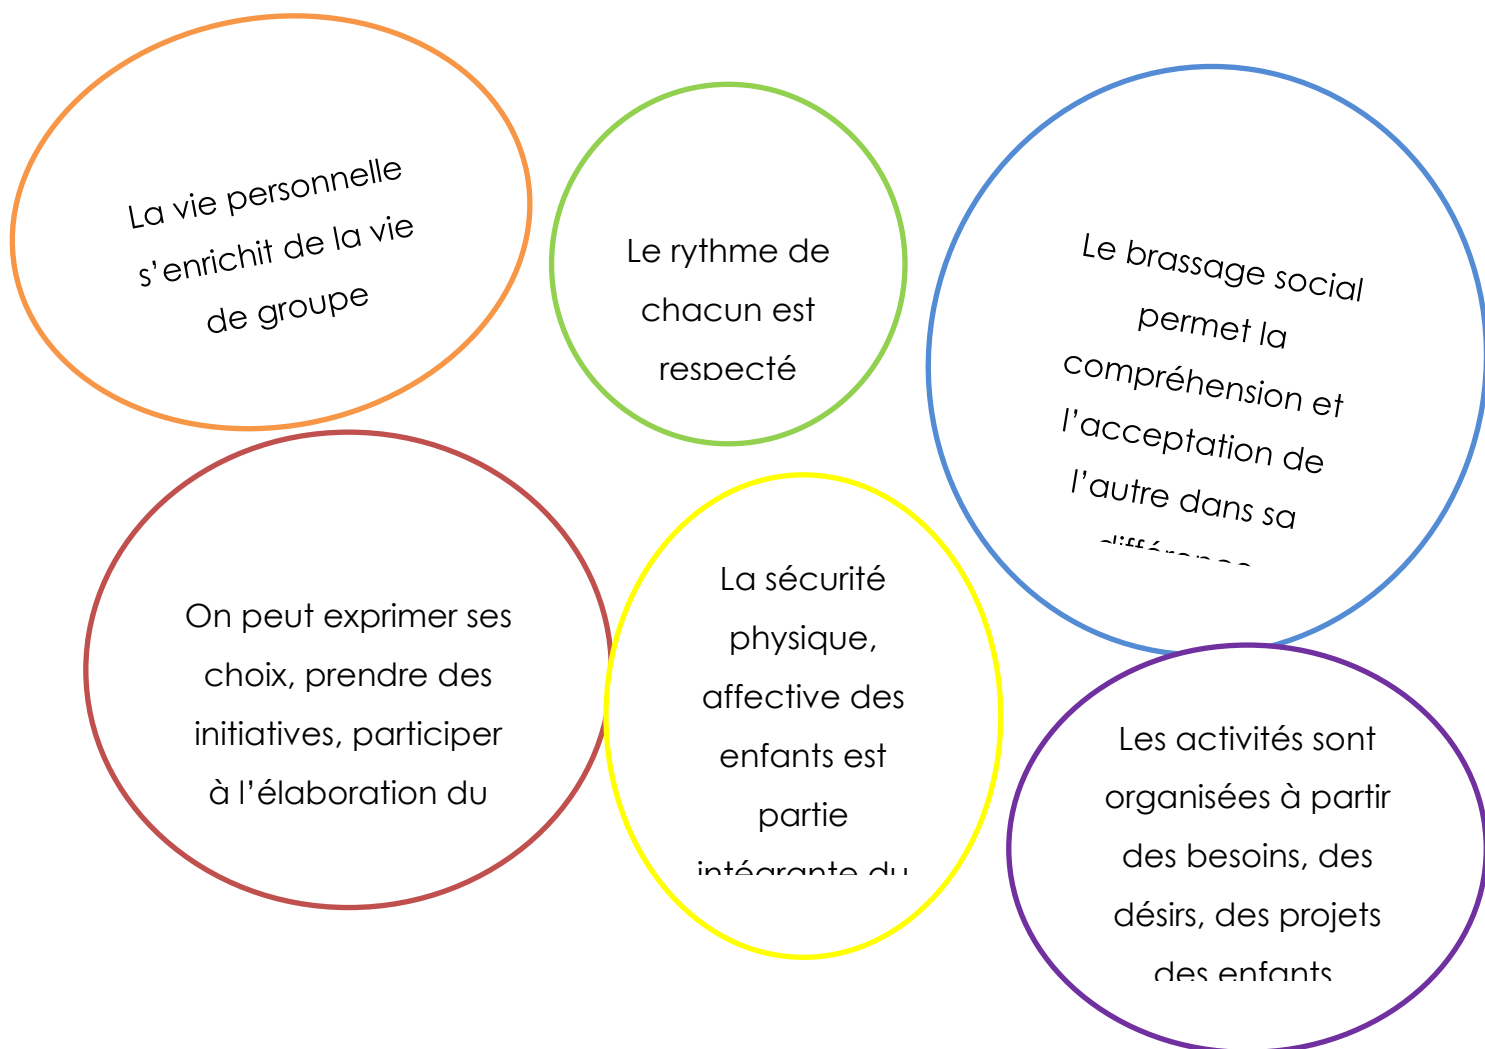 La vie personnelle
s’enrichit de la vie
de groupe
Le rythme de
chacun est
respecté
Le brassage social
permet la
compréhension et
l’acceptation de
l’autre dans sa
On peut exprimer ses
choix, prendre des
initiatives, participer
à l’élaboration du
La sécurité
physique,
affective des
enfants est
partie
intégrante du
Les activités sont
organisées à partir
des besoins, des
désirs, des projets
des enfants